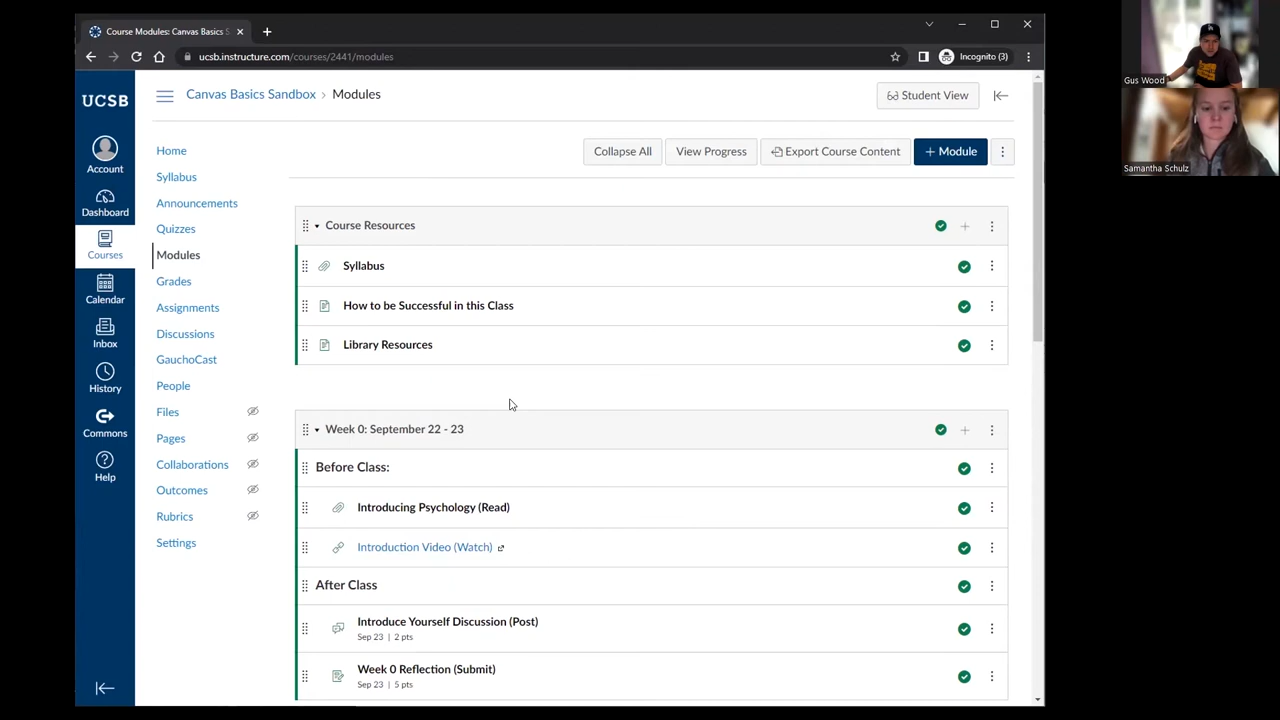 Course Modules: Canvas Basics S
ucsb.instructure.com/courses/2441/modules
Incognito (3)
UCSB
Account
Dashboard
Courses
Calendar
Inbox
History
Commons
Help
Canvas Basics Sandbox › Modules
Student View
Home
Syllabus
Announcements
Quizzes
Modules
Grades
Assignments
Discussions
GauchoCast
People
Files
Pages
Collaborations
Outcomes
Rubrics
Settings
Collapse All
View Progress
Export Course Content
+ Module
Course Resources
Syllabus
How to be Successful in this Class
Library Resources
Week 0: September 22 - 23
Before Class:
Introducing Psychology (Read)
Introduction Video (Watch)
After Class
Introduce Yourself Discussion (Post)
Sep 23 | 2 pts
Week 0 Reflection (Submit)
Sep 23 | 5 pts
Gus Wood
Samantha Schulz